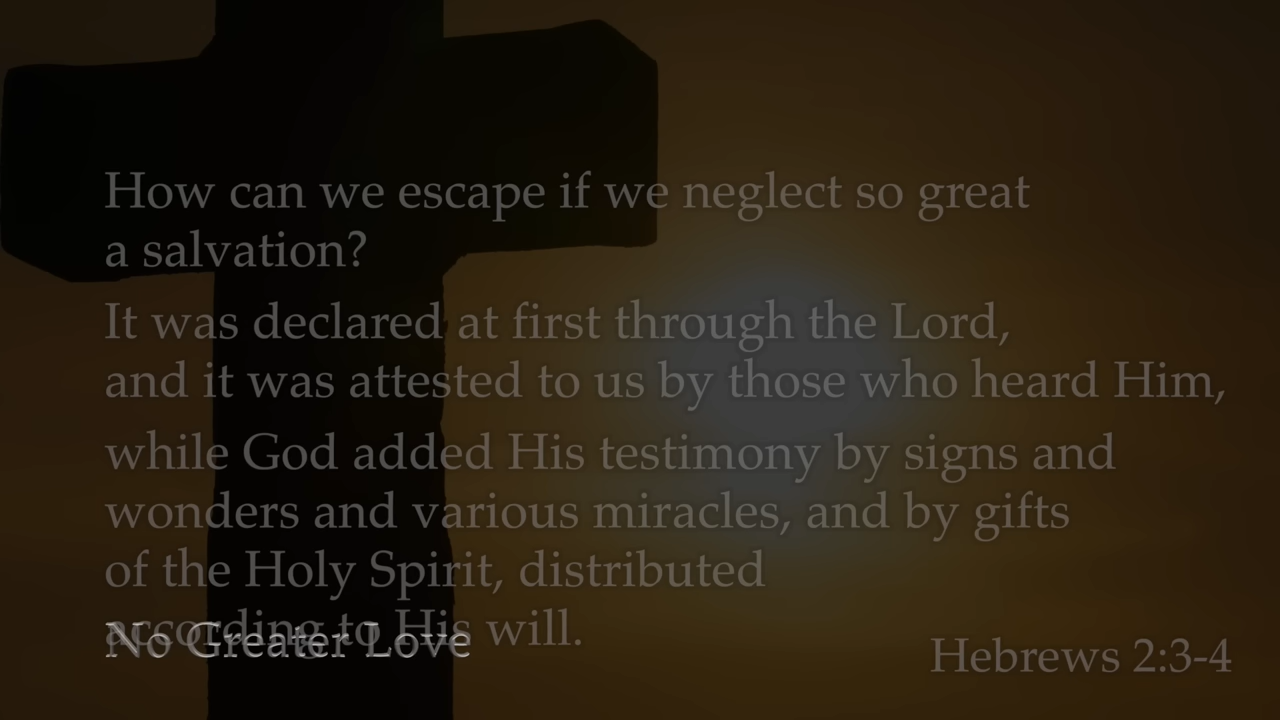 How can we escape if we neglect so great
a salvation?
It was declared at first through the Lord,
and it was attested to us by those who heard Him,
while God added His testimony by signs and
wonders and various miracles, and by gifts
of the Holy Spirit, distributed
according to His will.
No Greater Love
Hebrews 2:3-4